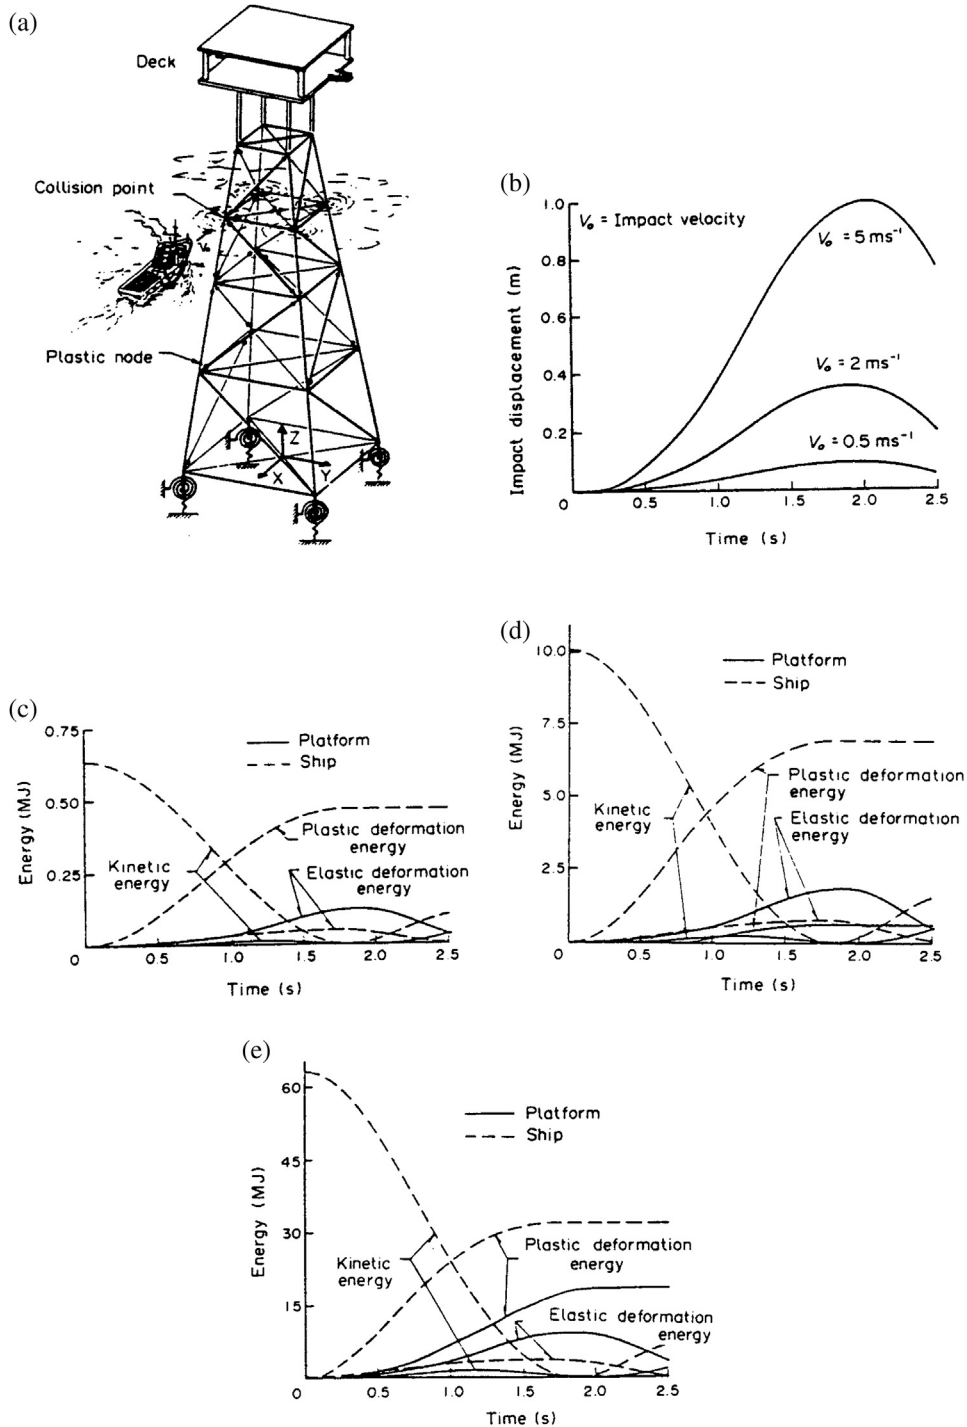 (a)
Deck
Collision point
Vₒ
Plastic node
Z
X
Y
(b)
Vₒ = Impact velocity
Impact displacement (m)
1.0
0.8
0.6
0.4
0.2
0
0.5
1.0
1.5
2.0
2.5
Vₒ = 5 ms⁻¹
Vₒ = 2 ms⁻¹
Vₒ = 0.5 ms⁻¹
Time (s)
(c)
Energy (MJ)
0.75
0.50
0.25
0
0.5
1.0
1.5
2.0
2.5
Platform
Ship
Plastic deformation
energy
Kinetic
energy
Elastic deformation
energy
Time (s)
(d)
Energy (MJ)
10.0
7.5
5.0
2.5
0
0.5
1.0
1.5
2.0
2.5
Platform
Ship
Plastic deformation
energy
Kinetic
energy
Elastic deformation
energy
Time (s)
(e)
Energy (MJ)
60
45
30
15
0
0.5
1.0
1.5
2.0
2.5
Platform
Ship
Plastic deformation
energy
Kinetic
energy
Elastic deformation
energy
Time (s)